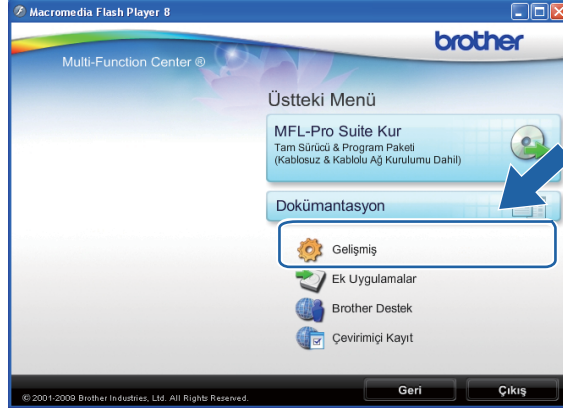 Macromedia Flash Player 8
brother
Multi-Function Center ®
Üstteki Menü
MFL-Pro Suite Kur
Tam Sürücü & Program Paketi
(Kablosuz & Kablolu Ağ Kurulumu Dahil)
Dokümantasyon
Gelişmiş
Ek Uygulamalar
Brother Destek
Çevirimiçi Kayıt
© 2001-2009 Brother Industries, Ltd. All Rights Reserved.
Geri
Çıkış